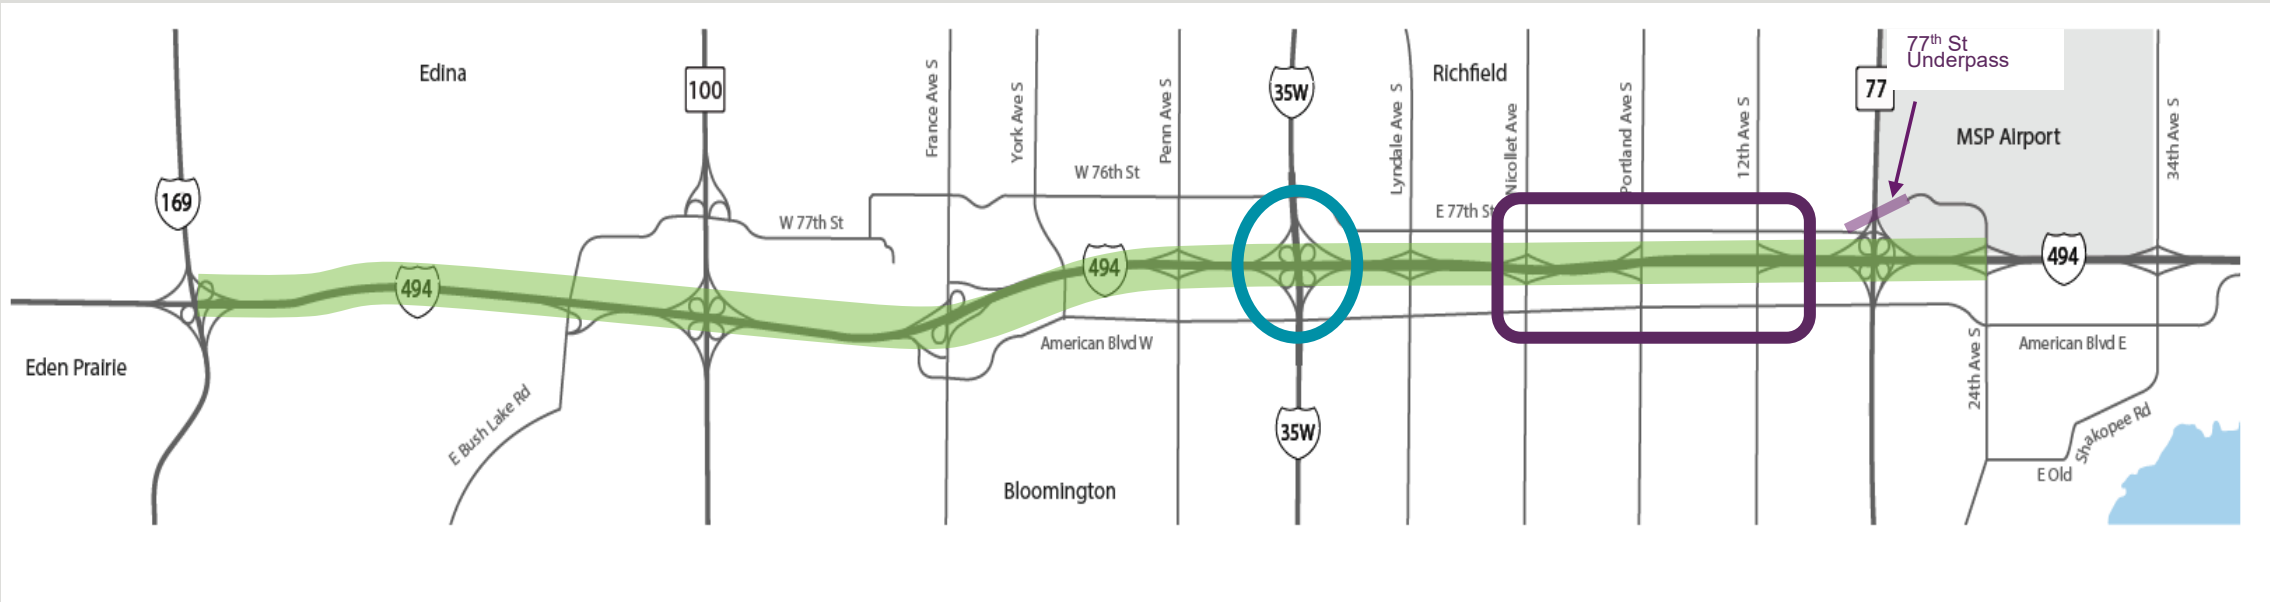 77th St
Underpass
Edina
100
France Ave S
York Ave S
Penn Ave S
35W
Richfield
Lyndale Ave S
Nicollet Ave
Portland Ave S
12th Ave S
77
MSP Airport
34th Ave S
169
W 76th St
W 77th St
E 77th St
494
494
494
Eden Prairie
American Blvd W
American Blvd E
24th Ave S
E Bush Lake Rd
35W
Shakopee Rd
E Old
Bloomington